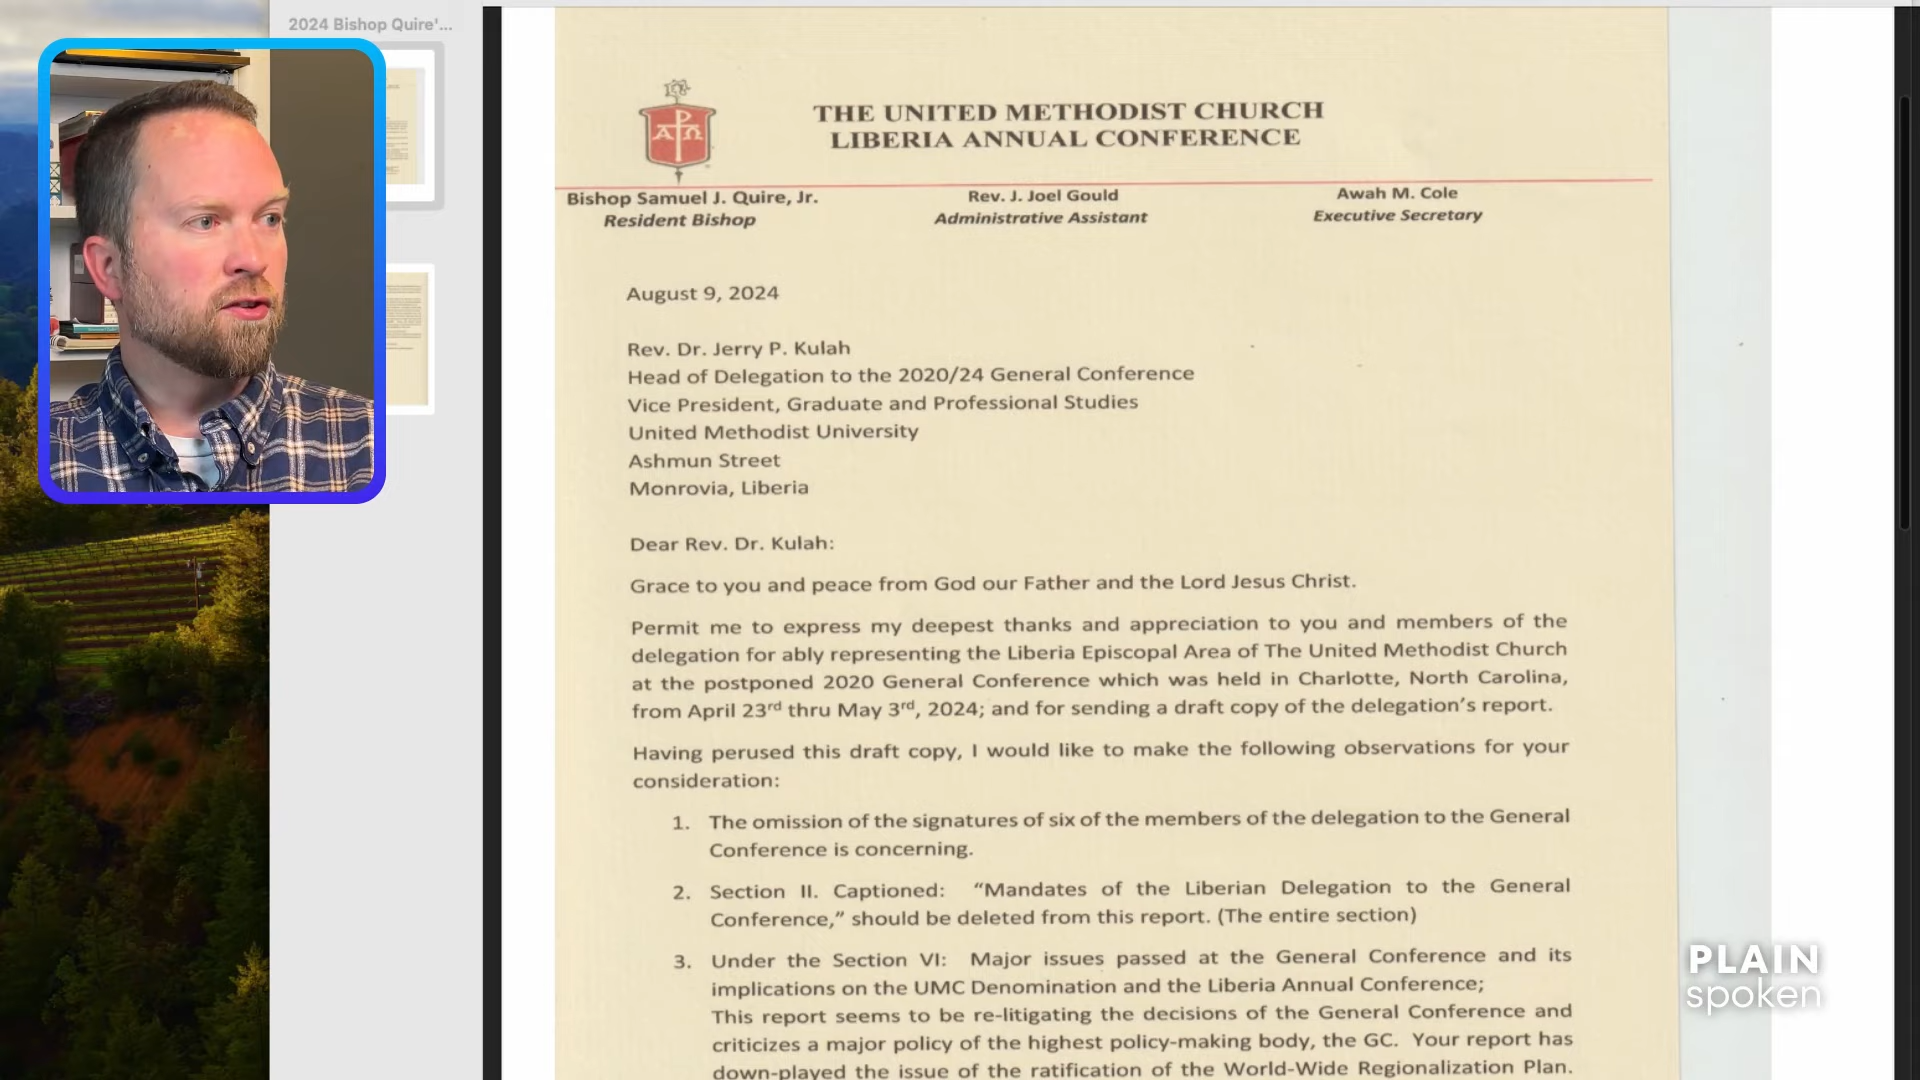 2024 Bishop Quire'...
THE UNITED METHODIST CHURCH
LIBERIA ANNUAL CONFERENCE
Bishop Samuel J. Quire, Jr.
Resident Bishop
Rev. J. Joel Gould
Administrative Assistant
Awah M. Cole
Executive Secretary
August 9, 2024
Rev. Dr. Jerry P. Kulah
Head of Delegation to the 2020/24 General Conference
Vice President, Graduate and Professional Studies
United Methodist University
Ashmun Street
Monrovia, Liberia
Dear Rev. Dr. Kulah:
Grace to you and peace from God our Father and the Lord Jesus Christ.
Permit me to express my deepest thanks and appreciation to you and members of the
delegation for ably representing the Liberia Episcopal Area of The United Methodist Church
at the postponed 2020 General Conference which was held in Charlotte, North Carolina,
from April 23rd thru May 3rd, 2024; and for sending a draft copy of the delegation's report.
Having perused this draft copy, I would like to make the following observations for your
consideration:
1. The omission of the signatures of six of the members of the delegation to the General
Conference is concerning.
2. Section II. Captioned: “Mandates of the Liberian Delegation to the General
Conference,” should be deleted from this report. (The entire section)
3. Under the Section VI: Major issues passed at the General Conference and its
implications on the UMC Denomination and the Liberia Annual Conference;
This report seems to be re-litigating the decisions of the General Conference and
criticizes a major policy of the highest policy-making body, the GC. Your report has
down-played the issue of the ratification of the World-Wide Regionalization Plan.
PLAIN
spoken